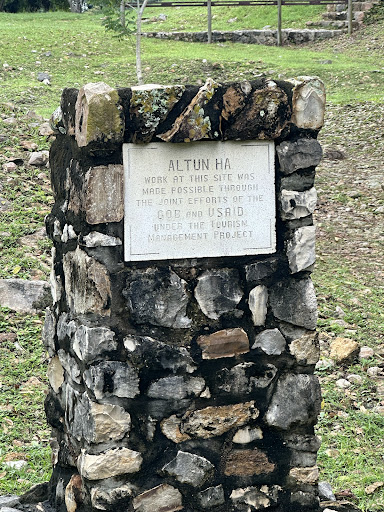 ALTUN HA
WORK AT THIS SITE WAS
MADE POSSIBLE THROUGH
THE JOINT EFFORTS OF THE
GOB AND USAID
UNDER THE TOURISM
MANAGEMENT PROJECT